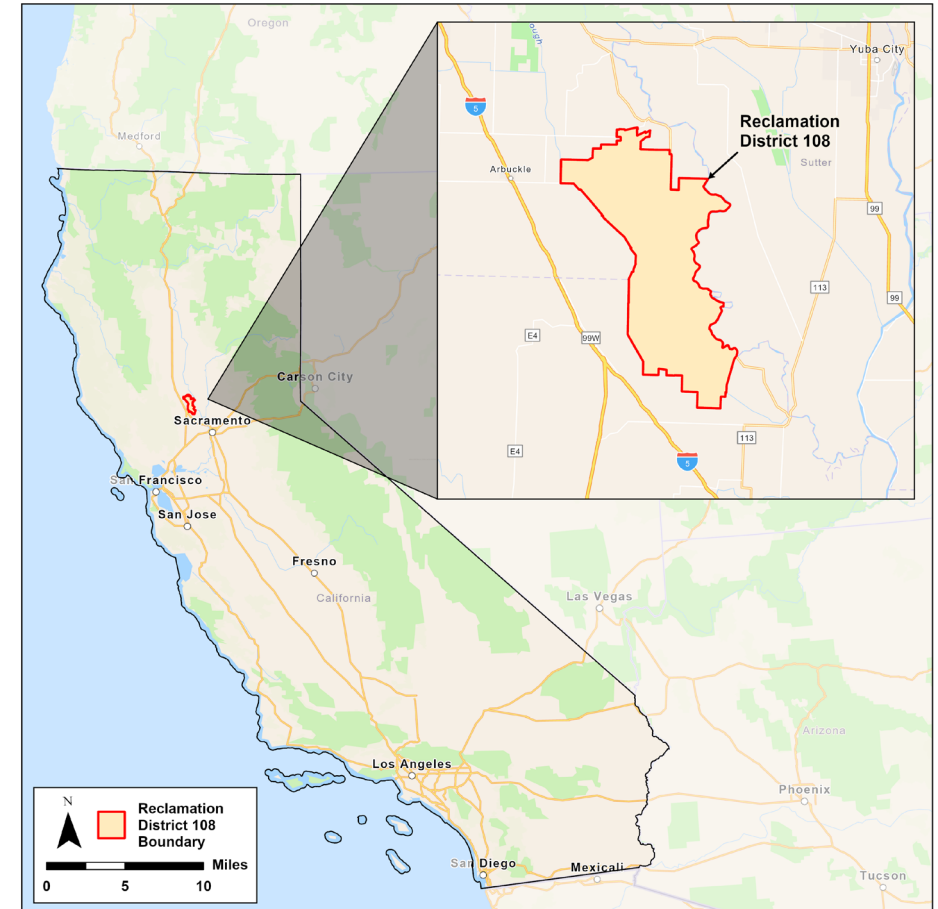 Oregon
Medford
Carson City
Sacramento
San Francisco
San Jose
Fresno
California
Las Vegas
Los Angeles
Arizona
Phoenix
San Diego
Mexicali
Tucson
ough
Yuba City
5
Reclamation
District 108
Arbuckle
Sutter
99
113
99
E4
99W
113
E4
5
N
Reclamation
District 108
Boundary
Miles
0 5 10